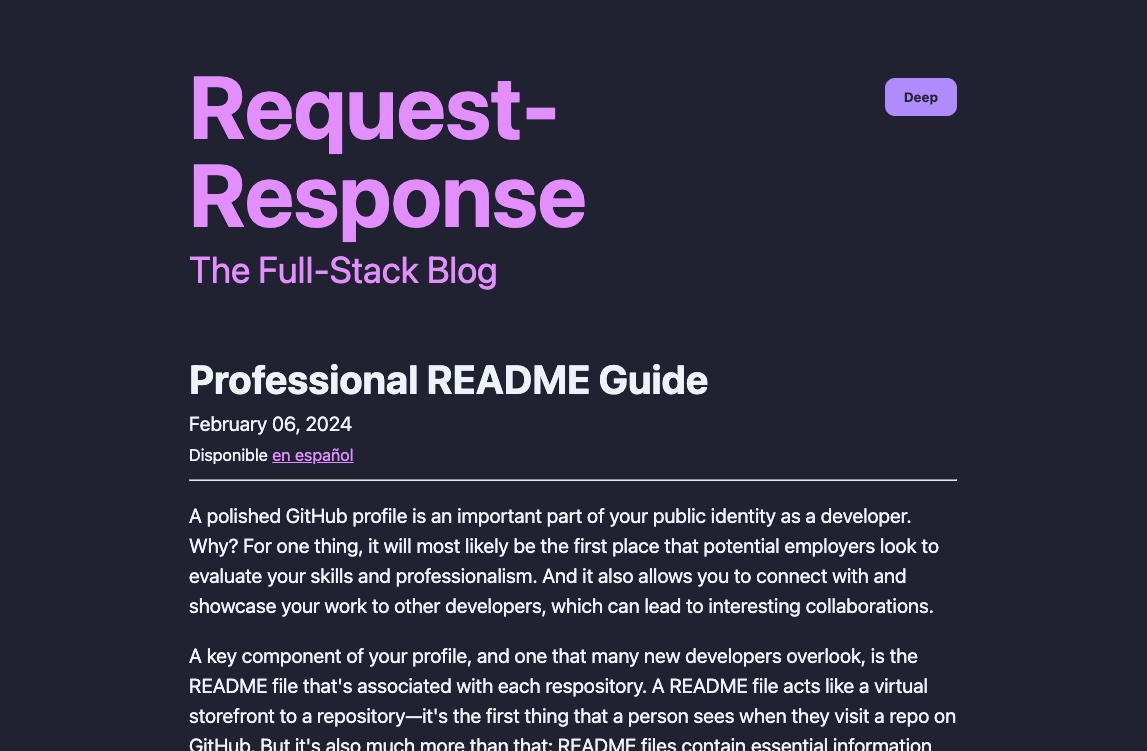 Request-
Response
Deep
The Full-Stack Blog
Professional README Guide
February 06, 2024
Disponible en español
A polished GitHub profile is an important part of your public identity as a developer.
Why? For one thing, it will most likely be the first place that potential employers look to
evaluate your skills and professionalism. And it also allows you to connect with and
showcase your work to other developers, which can lead to interesting collaborations.
A key component of your profile, and one that many new developers overlook, is the
README file that's associated with each respository. A README file acts like a virtual
storefront to a repository—it's the first thing that a person sees when they visit a repo on
GitHub. But it's also much more than that: README files contain essential information